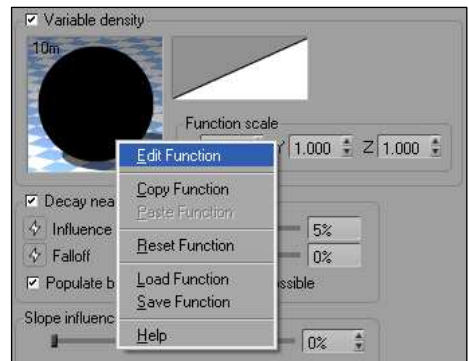 Variable density
10m
Function scale
Y 1.000 Z 1.000
Edit Function
Copy Function
Paste Function
Reset Function
Load Function
Save Function
Help
Decay nea
Influence 5%
Falloff 0%
Populate b ssible
Slope influenc
0%